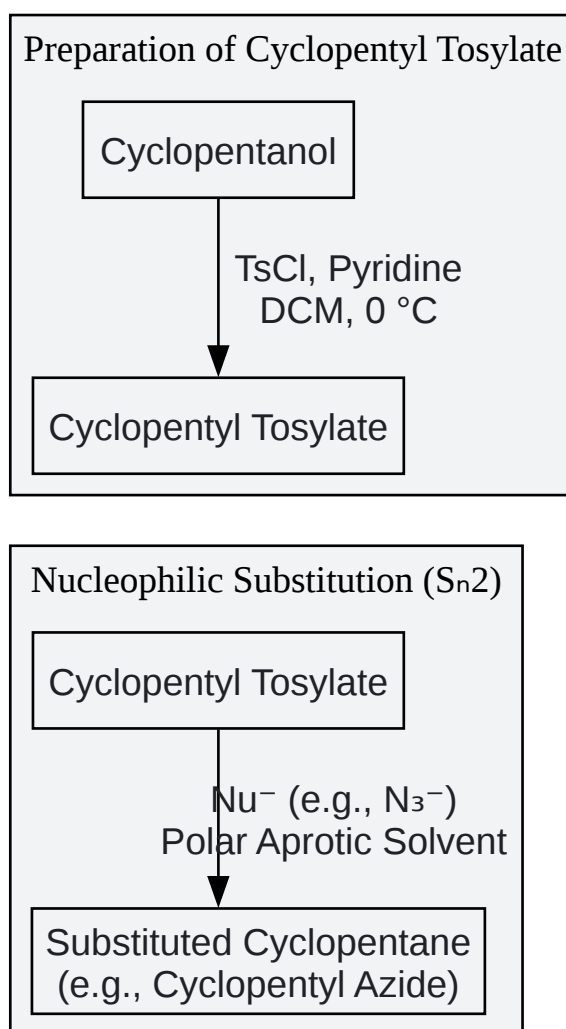 Preparation of Cyclopentyl Tosylate
Cyclopentanol
TsCl, Pyridine
DCM, 0 °C
Cyclopentyl Tosylate
Nucleophilic Substitution (Sₙ2)
Cyclopentyl Tosylate
Nu⁻ (e.g., N₃⁻)
Polar Aprotic Solvent
Substituted Cyclopentane
(e.g., Cyclopentyl Azide)